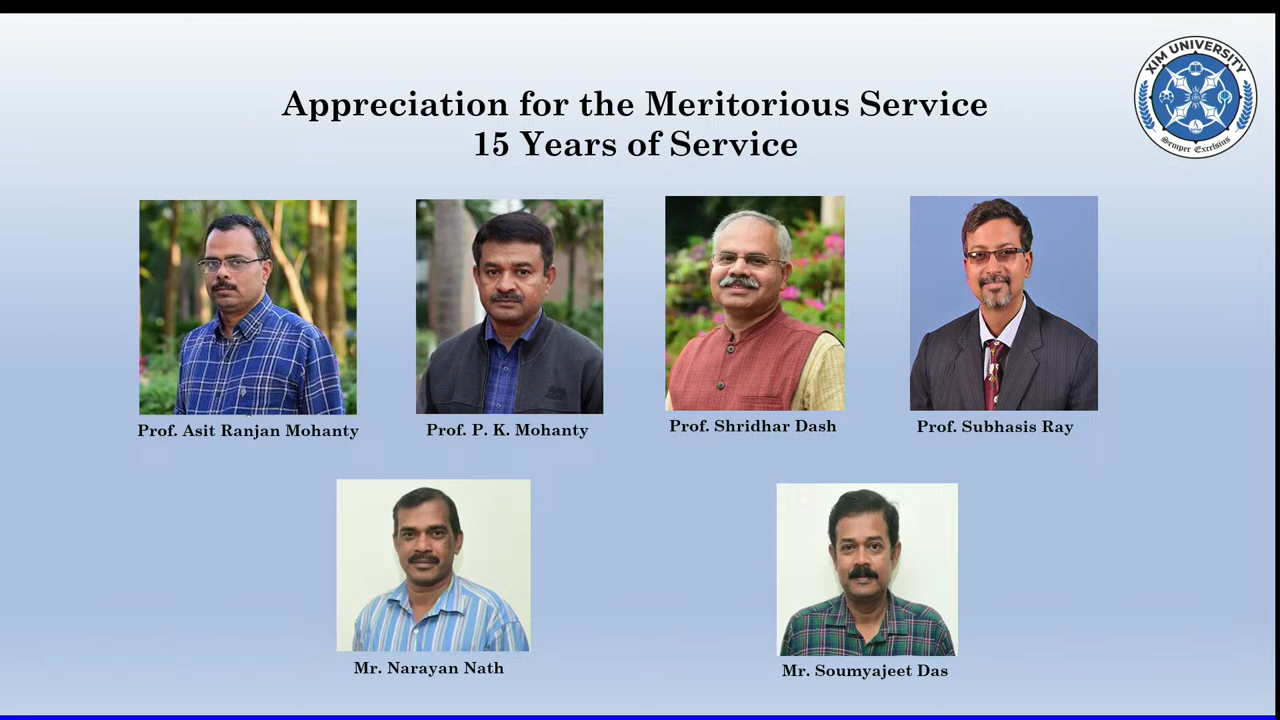 XIM UNIVERSITY
Semper Excelsius
Appreciation for the Meritorious Service
15 Years of Service
Prof. Asit Ranjan Mohanty
Prof. P. K. Mohanty
Prof. Shridhar Dash
Prof. Subhasis Ray
Mr. Narayan Nath
Mr. Soumyajeet Das